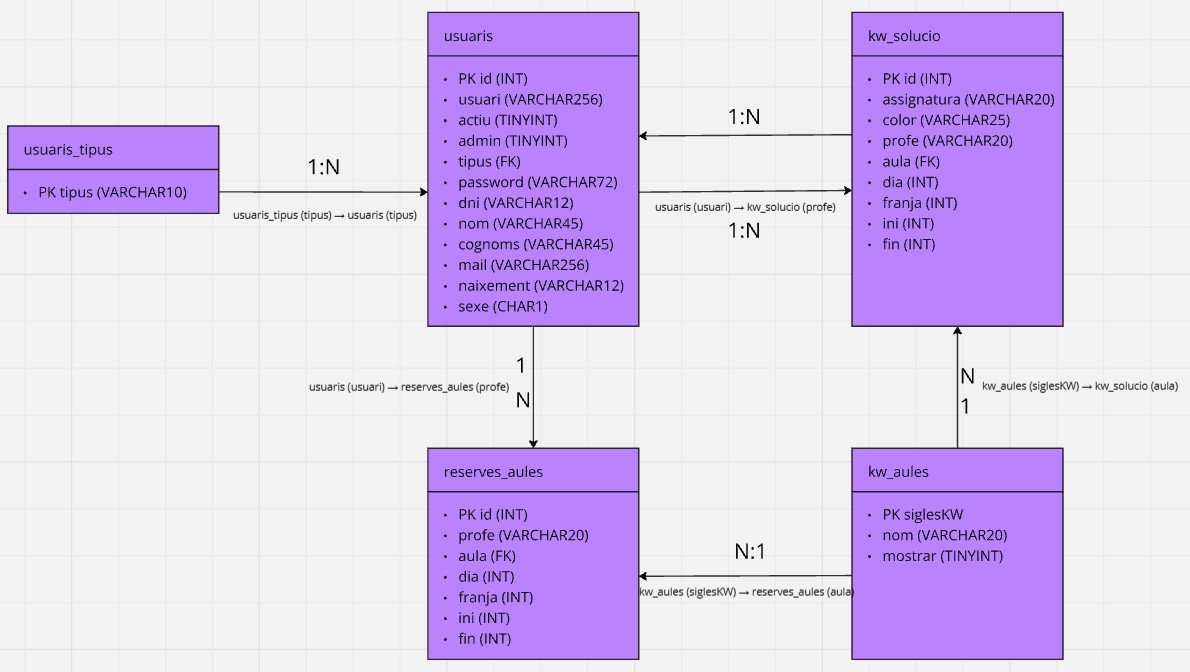 usuaris_tipus
• PK tipus (VARCHAR10)
1:N
usuaris_tipus (tipus) → usuaris (tipus)
usuaris
• PK id (INT)
• usuari (VARCHAR256)
• actiu (TINYINT)
• admin (TINYINT)
• tipus (FK)
• password (VARCHAR72)
• dni (VARCHAR12)
• nom (VARCHAR45)
• cognoms (VARCHAR45)
• mail (VARCHAR256)
• naixement (VARCHAR12)
• sexe (CHAR1)
1:N
usuaris (usuari) → kw_solucio (profe)
1:N
kw_solucio
• PK id (INT)
• assignatura (VARCHAR20)
• color (VARCHAR25)
• profe (VARCHAR20)
• aula (FK)
• dia (INT)
• franja (INT)
• ini (INT)
• fin (INT)
1
usuaris (usuari) → reserves_aules (profe)
N
N
kw_aules (siglesKW) → kw_solucio (aula)
1
reserves_aules
• PK id (INT)
• profe (VARCHAR20)
• aula (FK)
• dia (INT)
• franja (INT)
• ini (INT)
• fin (INT)
N:1
kw_aules (siglesKW) → reserves_aules (aula)
kw_aules
• PK siglesKW
• nom (VARCHAR20)
• mostrar (TINYINT)